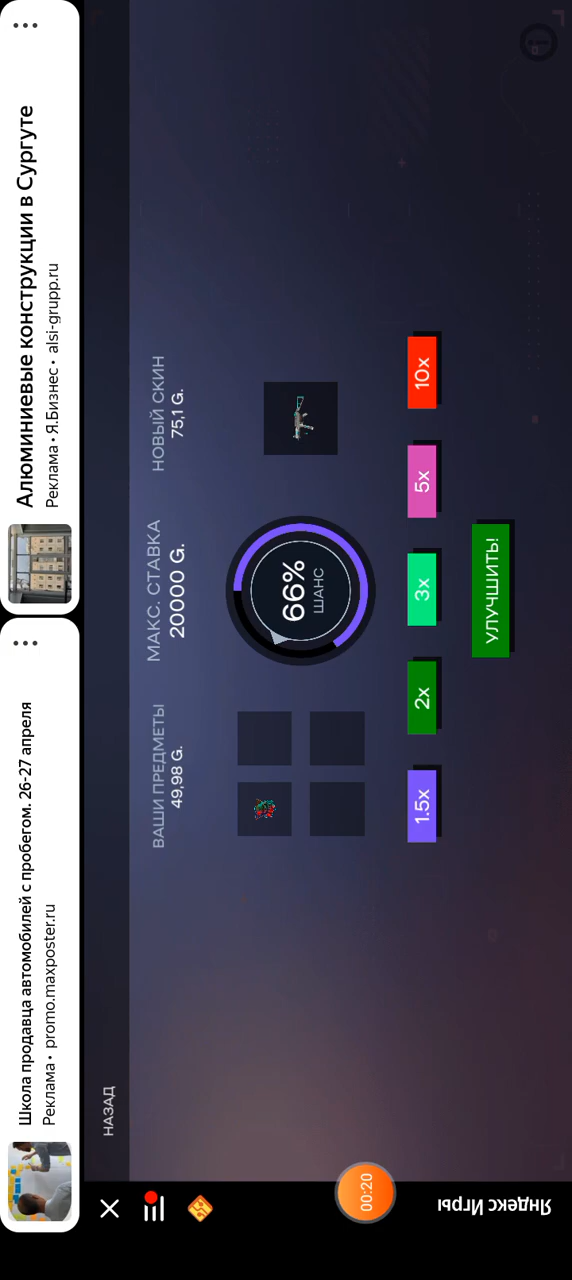 Школа продавца автомобилей с пробегом. 26-27 апреля
Реклама • promo.maxposter.ru
Алюминиевые конструкции в Сургуте
Реклама • Я.Бизнес • alsi-grupp.ru
НАЗАД
ВАШИ ПРЕДМЕТЫ
49,98 G.
МАКС. СТАВКА
20000 G.
НОВЫЙ СКИН
75,1 G.
66%
ШАНС
1.5x
2x
3x
5x
10x
УЛУЧШИТЬ!
00:20
Яндекс Игры